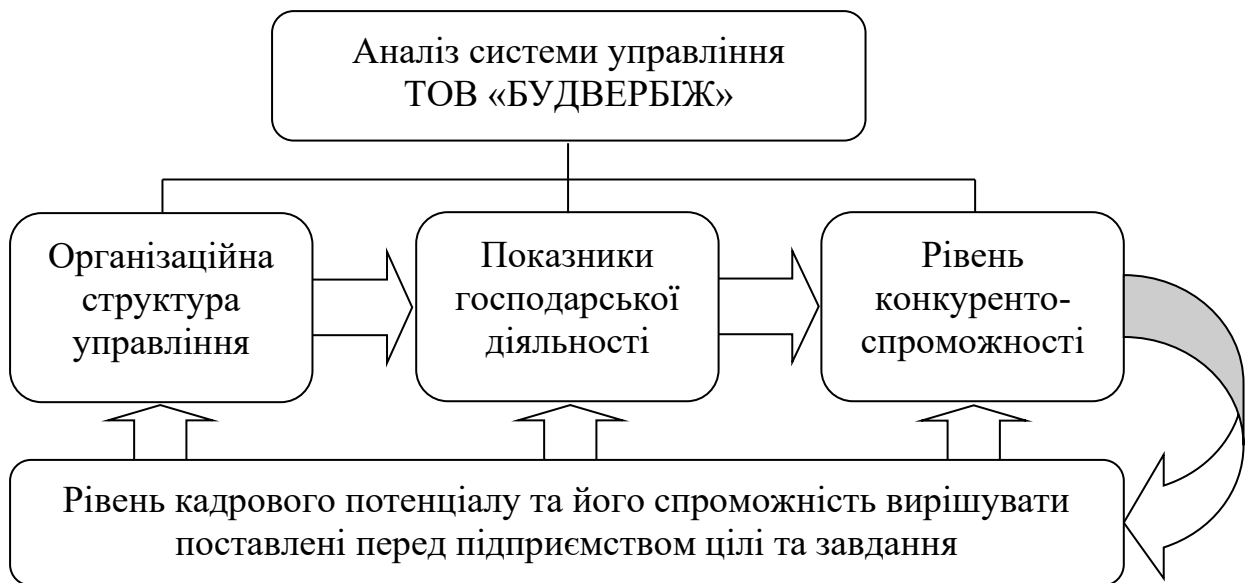 Аналіз системи управління
ТОВ «БУДВЕРБІЖ»
Організаційна
структура
управління
Показники
господарської
діяльності
Рівень
конкуренто-
спроможності
Рівень кадрового потенціалу та його спроможність вирішувати
поставлені перед підприємством цілі та завдання